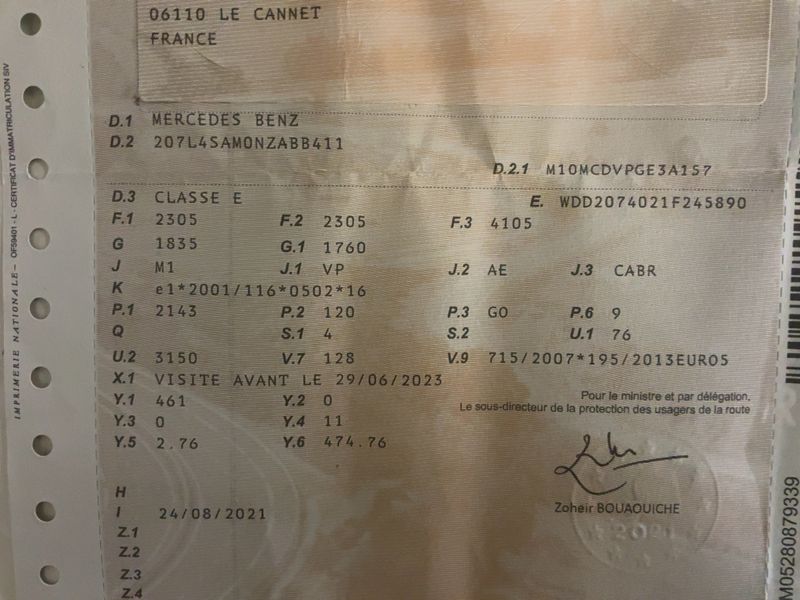 06110 LE CANNET
FRANCE
D.1 MERCEDES BENZ
D.2 207L4SAM0NZABB411
D.2.1 M10MCDVPGE3A157
D.3 CLASSE E E. WDD2074021F245890
F.1 2305 F.2 2305 F.3 4105
G 1835 G.1 1760
J M1 J.1 VP J.2 AE J.3 CABR
K e1*2001/116*0502*16
P.1 2143 P.2 120 P.3 GO P.6 9
Q S.1 4 S.2 U.1 76
U.2 3150 V.7 128 V.9 715/2007*195/2013EURO5
X.1 VISITE AVANT LE 29/06/2023
Y.1 461 Y.2 0
Y.3 0 Y.4 11
Y.5 2.76 Y.6 474.76
Pour le ministre et par délégation.
Le sous-directeur de la protection des usagers de la route
Zoheir BOUAOUICHE
H
I 24/08/2021
Z.1
Z.2
Z.3
Z.4
IMPRIMERIE NATIONALE – OF59401 - L - CERTIFICAT D'IMMATRICULATION SIV
M05280879339